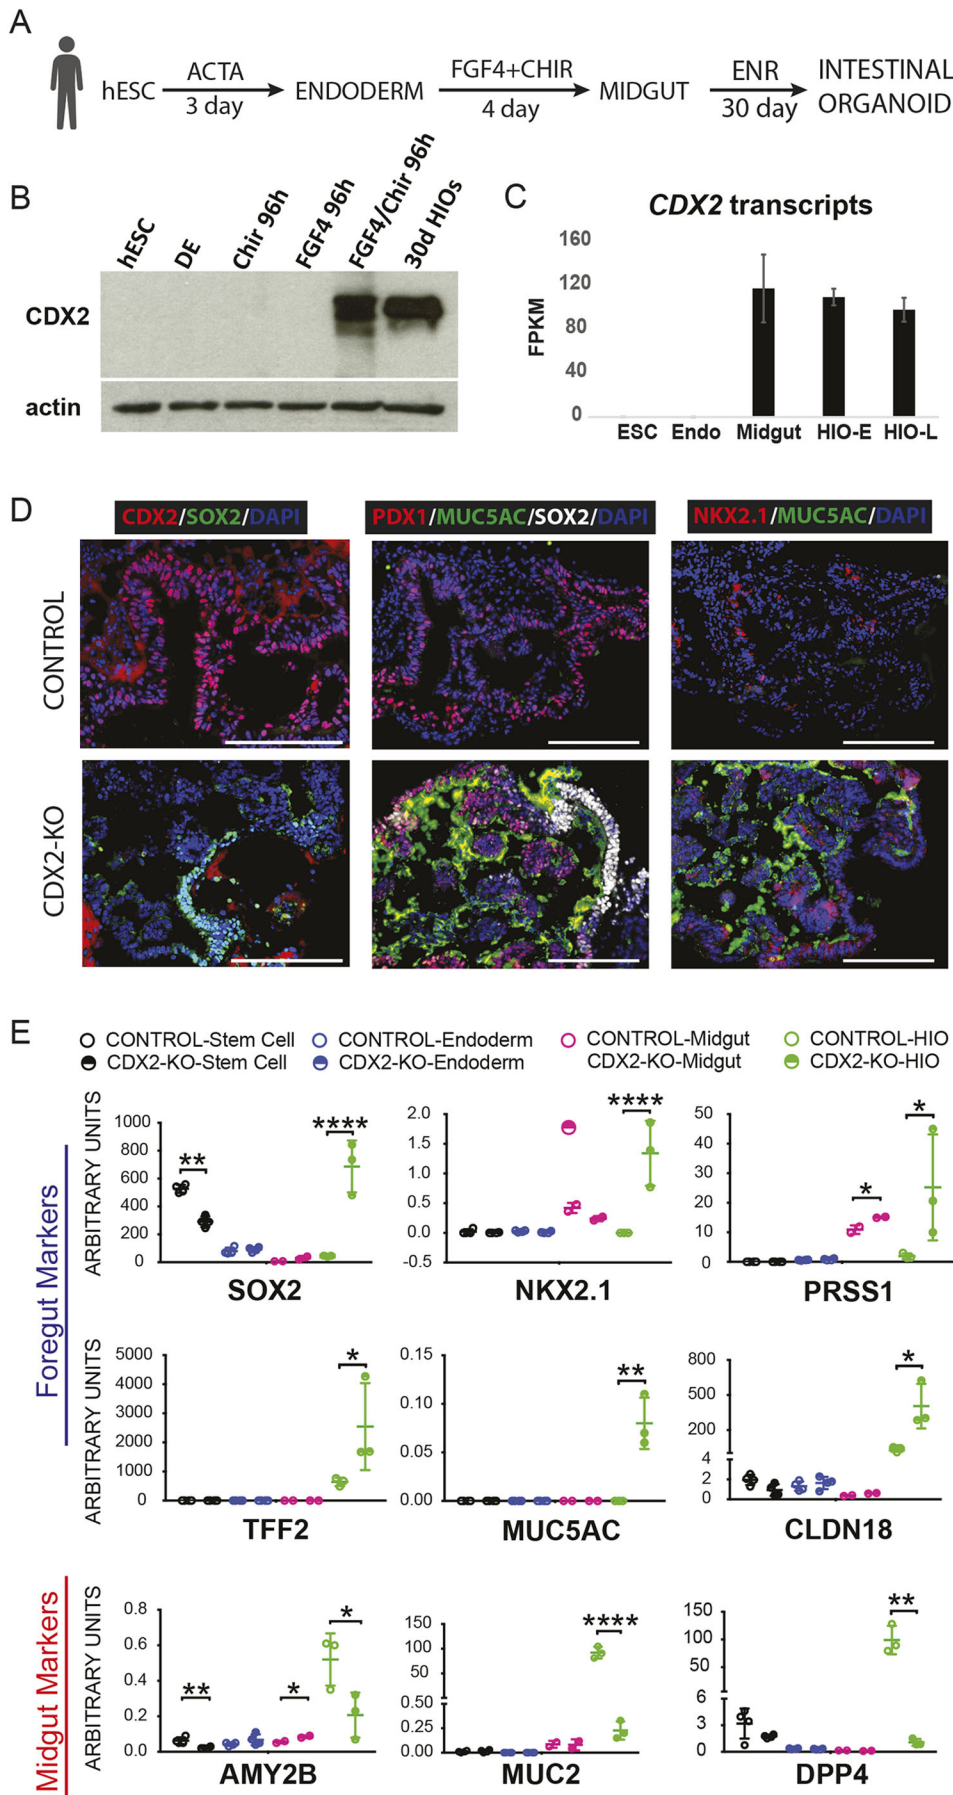 A
hESC
ACTA
3 day
ENDODERM
FGF4+CHIR
4 day
MIDGUT
ENR
30 day
INTESTINAL
ORGANOID
B
hESC
DE
Chir 96h
FGF4 96h
FGF4/Chir 96h
30d HIOs
CDX2
actin
C
CDX2 transcripts
FPKM
160
120
80
40
0
ESC Endo Midgut HIO-E HIO-L
D
CDX2/SOX2/DAPI
PDX1/MUC5AC/SOX2/DAPI
NKX2.1/MUC5AC/DAPI
CONTROL
CDX2-KO
E
CONTROL-Stem Cell
CONTROL-Endoderm
CONTROL-Midgut
CONTROL-HIO
CDX2-KO-Stem Cell
CDX2-KO-Endoderm
CDX2-KO-Midgut
CDX2-KO-HIO
Foregut Markers
ARBITRARY UNITS
1000
800
600
400
200
0
**
****
SOX2
2.0
1.5
1.0
0.5
0.0
-0.5
****
NKX2.1
50
40
30
20
10
0
*
*
PRSS1
ARBITRARY UNITS
5000
4000
3000
2000
1000
0
*
TFF2
0.15
0.10
0.05
0.00
**
MUC5AC
800
500
200
4
2
0
*
CLDN18
Midgut Markers
ARBITRARY UNITS
0.8
0.6
0.4
0.2
0.0
**
*
*
AMY2B
150
100
50
0.50
0.25
0.00
****
MUC2
150
100
50
6
3
0
**
DPP4